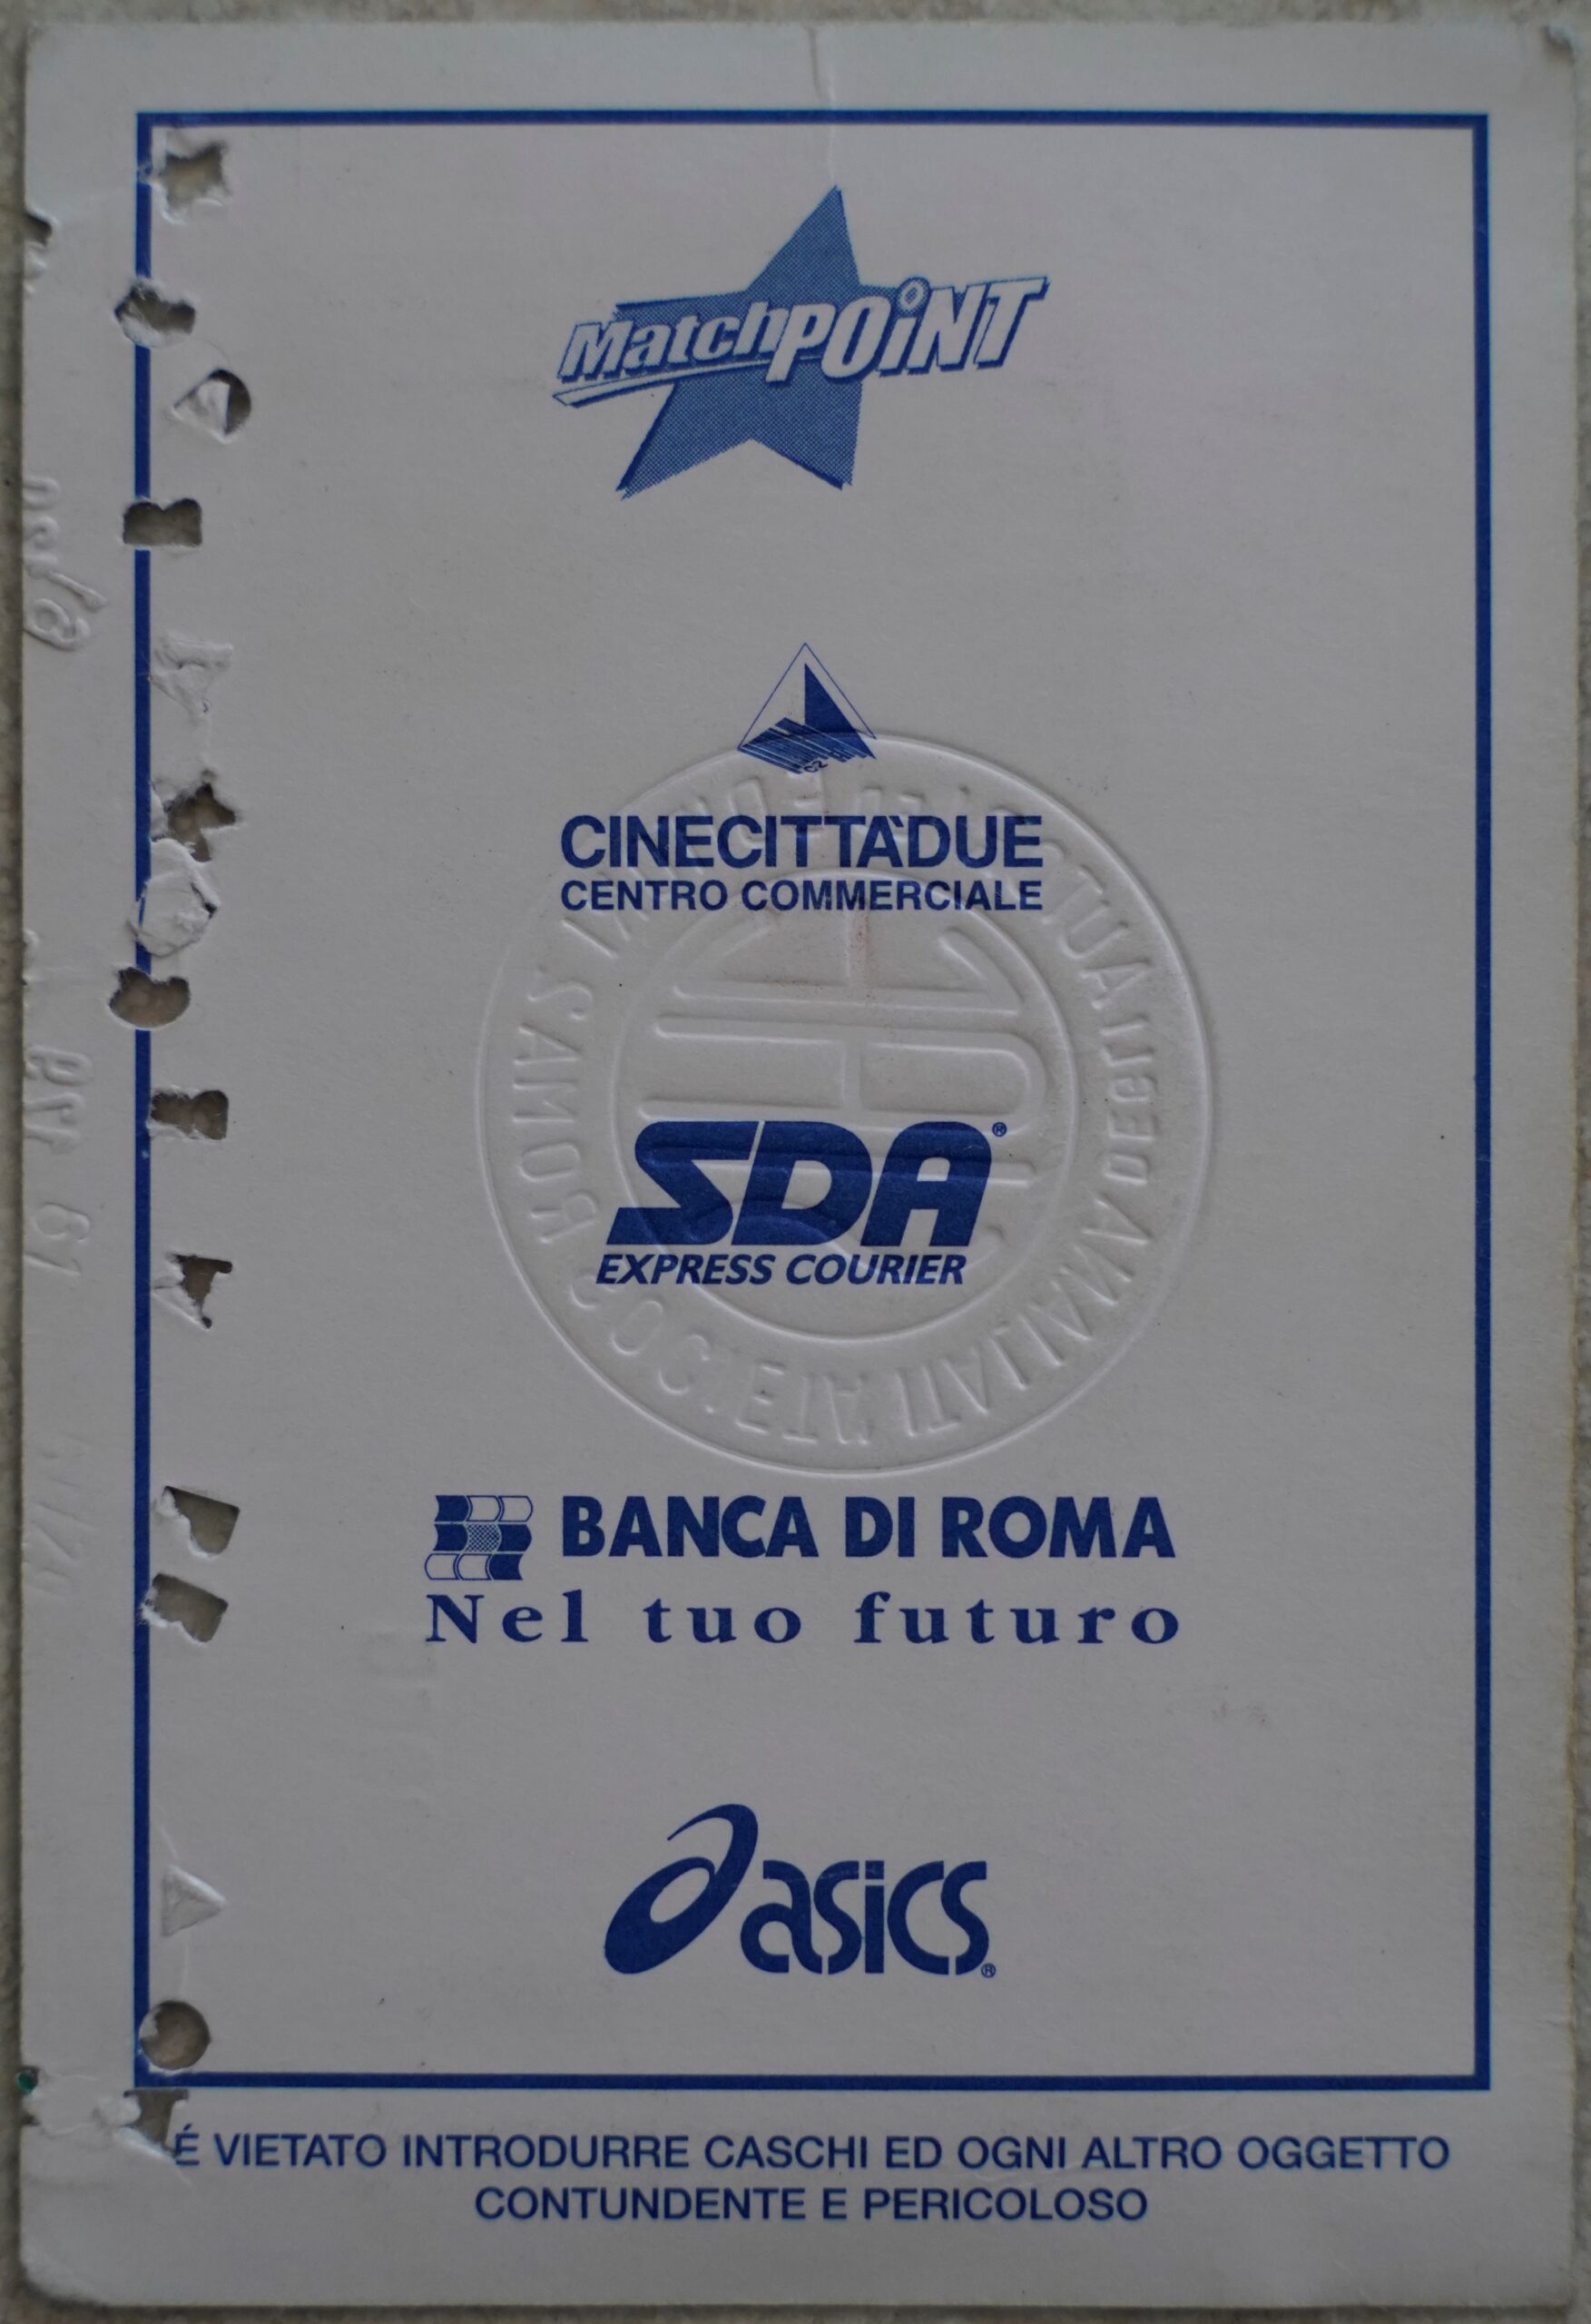 MatchPOiNT
CINECITTÀDUE
CENTRO COMMERCIALE
SDA®
EXPRESS COURIER
BANCA DI ROMA
Nel tuo futuro
asics®
É VIETATO INTRODURRE CASCHI ED OGNI ALTRO OGGETTO
CONTUNDENTE E PERICOLOSO